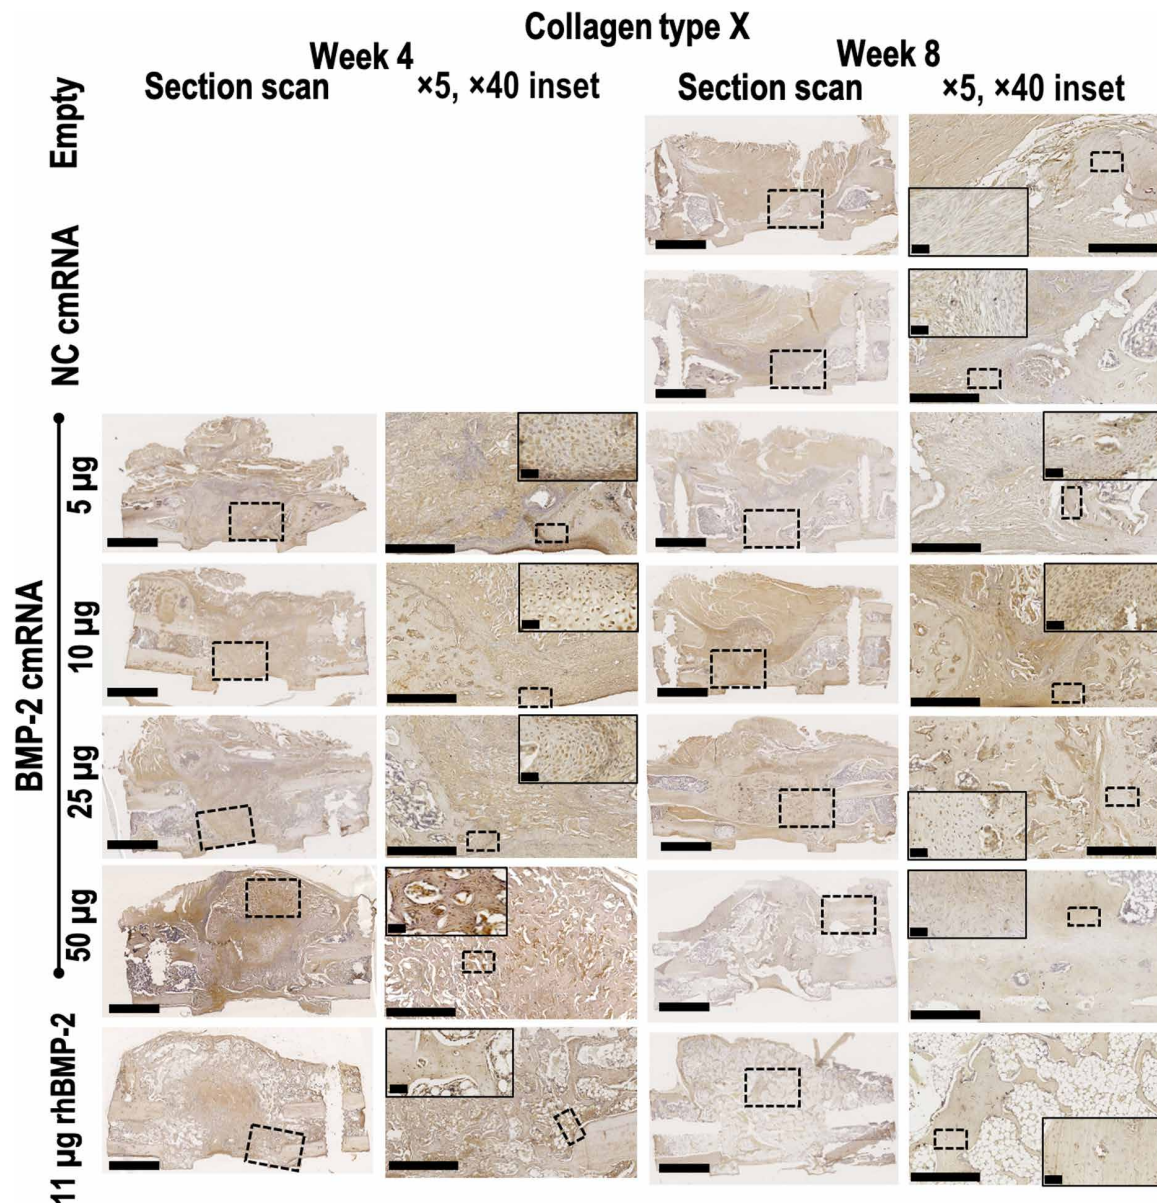 Collagen type X
Week 4
Week 8
Section scan
×5, ×40 inset
Section scan
×5, ×40 inset
Empty
NC cmRNA
BMP-2 cmRNA
5 µg
10 µg
25 µg
50 µg
11 µg rhBMP-2